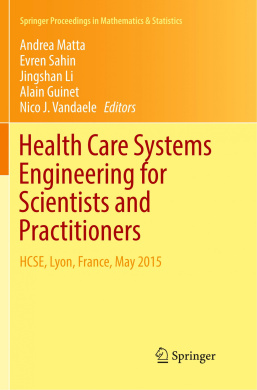 Springer Proceedings in Mathematics & Statistics
Andrea Matta
Evren Sahin
Jingshan Li
Alain Guinet
Nico J. Vandaele Editors
Health Care Systems
Engineering for
Scientists and
Practitioners
HCSE, Lyon, France, May 2015
Springer